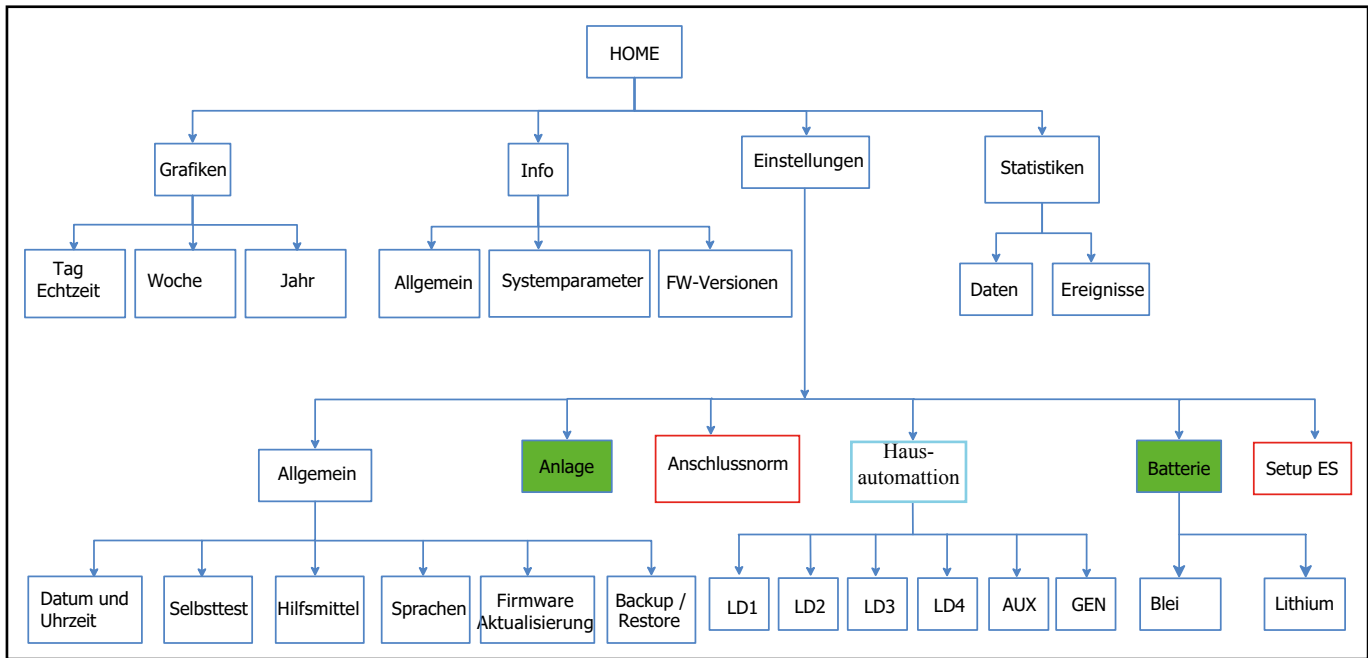 HOME
Grafiken
Info
Einstellungen
Statistiken
Tag
Echtzeit
Woche
Jahr
Allgemein
Systemparameter
FW-Versionen
Daten
Ereignisse
Allgemein
Anlage
Anschlussnorm
Haus-
automattion
Batterie
Setup ES
Datum und
Uhrzeit
Selbsttest
Hilfsmittel
Sprachen
Firmware
Aktualisierung
Backup /
Restore
LD1
LD2
LD3
LD4
AUX
GEN
Blei
Lithium